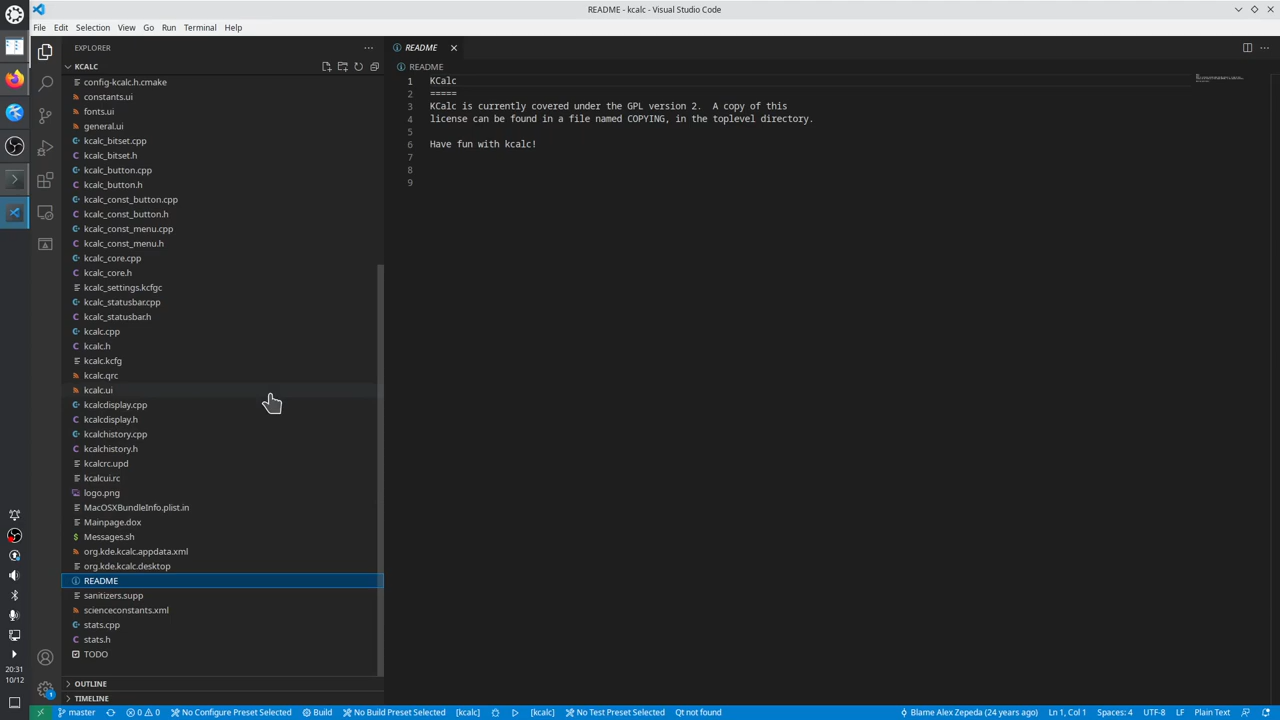 README - kcalc - Visual Studio Code
File Edit Selection View Go Run Terminal Help
EXPLORER
KCALC
config-kcalc.h.cmake
constants.ui
fonts.ui
general.ui
kcalc_bitset.cpp
kcalc_bitset.h
kcalc_button.cpp
kcalc_button.h
kcalc_const_button.cpp
kcalc_const_button.h
kcalc_const_menu.cpp
kcalc_const_menu.h
kcalc_core.cpp
kcalc_core.h
kcalc_settings.kcfgc
kcalc_statusbar.cpp
kcalc_statusbar.h
kcalc.cpp
kcalc.h
kcalc.kcfg
kcalc.qrc
kcalc.ui
kcalcdisplay.cpp
kcalcdisplay.h
kcalchistory.cpp
kcalchistory.h
kcalcrc.upd
kcalcui.rc
logo.png
MacOSXBundleInfo.plist.in
Mainpage.dox
Messages.sh
org.kde.kcalc.appdata.xml
org.kde.kcalc.desktop
README
sanitizers.supp
scienceconstants.xml
stats.cpp
stats.h
TODO
OUTLINE
TIMELINE
README
README
1 KCalc
2 =====
3 KCalc is currently covered under the GPL version 2.  A copy of this
4 license can be found in a file named COPYING, in the toplevel directory.
5
6 Have fun with kcalc!
7
8
9
20:31
10/12
1
master 0 0 No Configure Preset Selected Build No Build Preset Selected [kcalc] [kcalc] No Test Preset Selected Qt not found Blame Alex Zepeda (24 years ago) Ln 1, Col 1 Spaces: 4 UTF-8 LF Plain Text